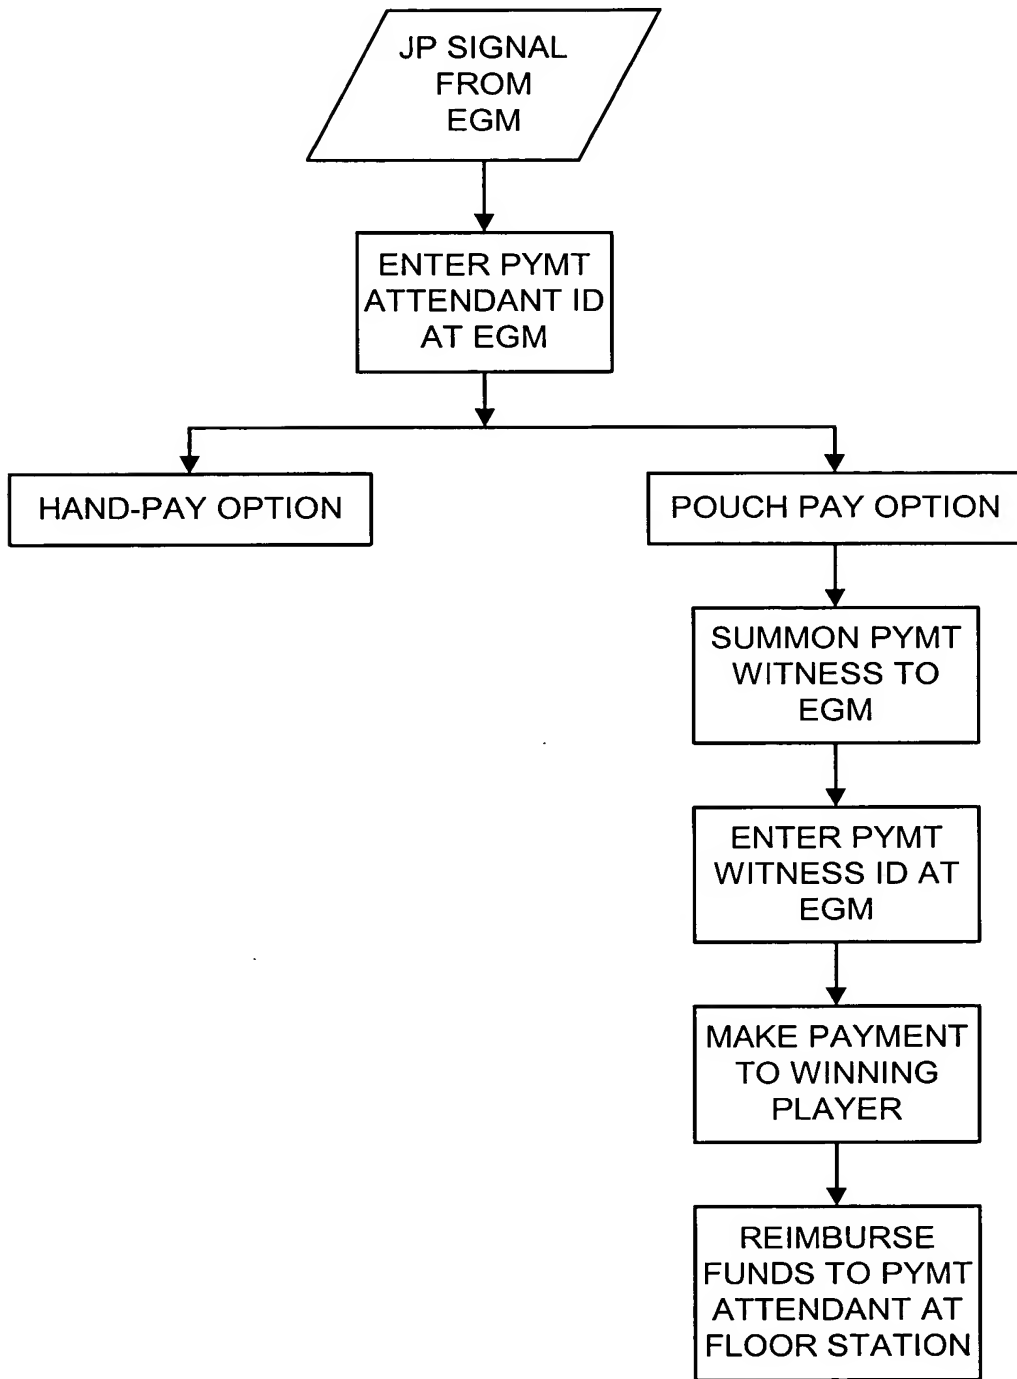 JP SIGNAL
FROM
EGM
ENTER PYMT
ATTENDANT ID
AT EGM
HAND-PAY OPTION
POUCH PAY OPTION
SUMMON PYMT
WITNESS TO
EGM
ENTER PYMT
WITNESS ID AT
EGM
MAKE PAYMENT
TO WINNING
PLAYER
REIMBURSE
FUNDS TO PYMT
ATTENDANT AT
FLOOR STATION